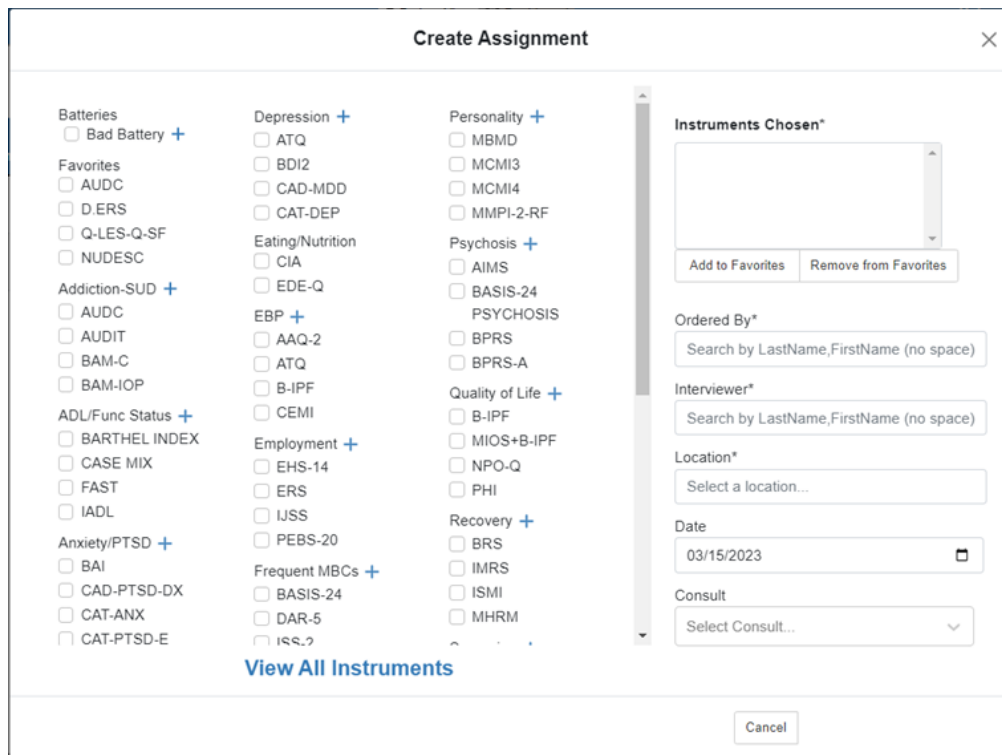 Create Assignment
Batteries
Bad Battery
Favorites
AUDC
D.ERS
Q-LES-Q-SF
NUDESC
Addiction-SUD
AUDC
AUDIT
BAM-C
BAM-IOP
ADL/Func Status
BARTHEL INDEX
CASE MIX
FAST
IADL
Anxiety/PTSD
BAI
CAD-PTSD-DX
CAT-ANX
CAT-PTSD-E
Depression
ATQ
BDI2
CAD-MDD
CAT-DEP
Eating/Nutrition
CIA
EDE-Q
EBP
AAQ-2
ATQ
B-IPF
CEMI
Employment
EHS-14
ERS
IJSS
PEBS-20
Frequent MBCs
BASIS-24
DAR-5
ISS-2
Personality
MBMD
MCMI3
MCMI4
MMPI-2-RF
Psychosis
AIMS
BASIS-24
PSYCHOSIS
BPRS
BPRS-A
Quality of Life
B-IPF
MIOS+B-IPF
NPO-Q
PHI
Recovery
BRS
IMRS
ISMI
MHRM
View All Instruments
Instruments Chosen*
Add to Favorites
Remove from Favorites
Ordered By*
Search by LastName,FirstName (no space)
Interviewer*
Search by LastName,FirstName (no space)
Location*
Select a location...
Date
03/15/2023
Consult
Select Consult...
Cancel